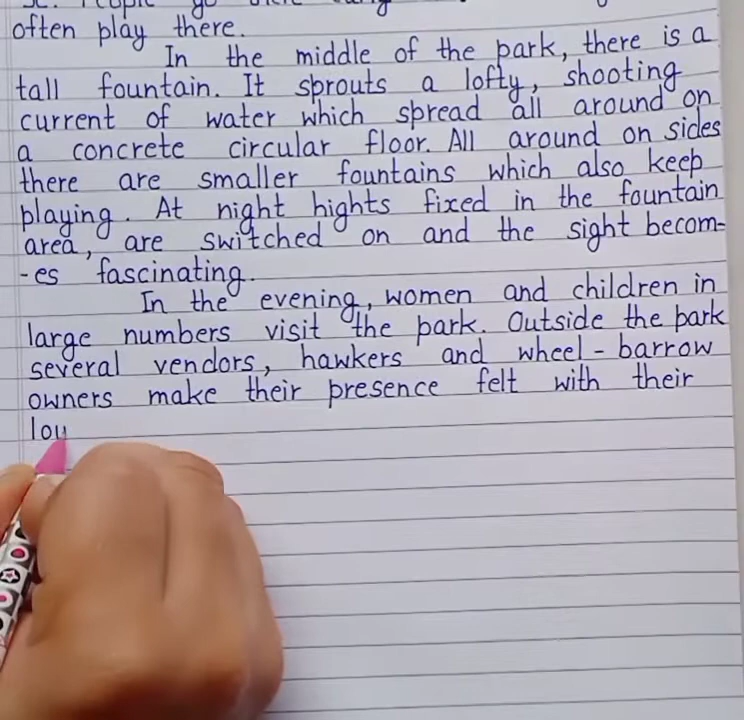 often play there.
In the middle of the park, there is a
tall fountain. It sprouts a lofty, shooting
current of water which spread all around on
a concrete circular floor. All around on sides
there are smaller fountains which also keep
playing. At night hights fixed in the fountain
area, are switched on and the sight becom-
-es fascinating.
In the evening, women and children in
large numbers visit the park. Outside the park
several vendors, hawkers and wheel-barrow
owners make their presence felt with their
lou